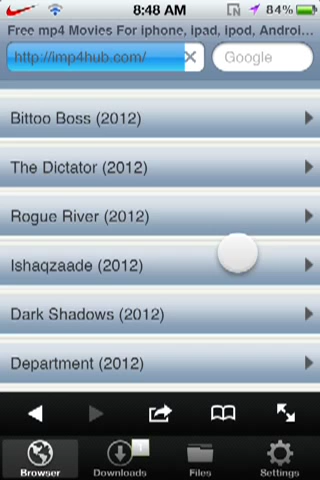 8:48 AM
84%
Free mp4 Movies For iphone, ipad, ipod, Androi...
http://imp4hub.com/
Google
Bittoo Boss (2012)
The Dictator (2012)
Rogue River (2012)
Ishaqzaade (2012)
Dark Shadows (2012)
Department (2012)
Browser
Downloads
Files
Settings